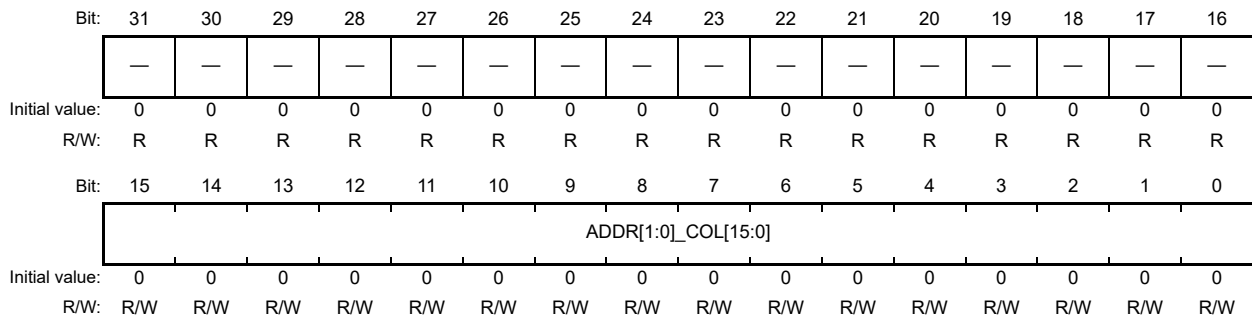 Bit: 31 30 29 28 27 26 25 24 23 22 21 20 19 18 17 16
— — — — — — — — — — — — — — — —
Initial value: 0 0 0 0 0 0 0 0 0 0 0 0 0 0 0 0
R/W: R R R R R R R R R R R R R R R R
Bit: 15 14 13 12 11 10 9 8 7 6 5 4 3 2 1 0
ADDR[1:0]_COL[15:0]
Initial value: 0 0 0 0 0 0 0 0 0 0 0 0 0 0 0 0
R/W: R/W R/W R/W R/W R/W R/W R/W R/W R/W R/W R/W R/W R/W R/W R/W R/W